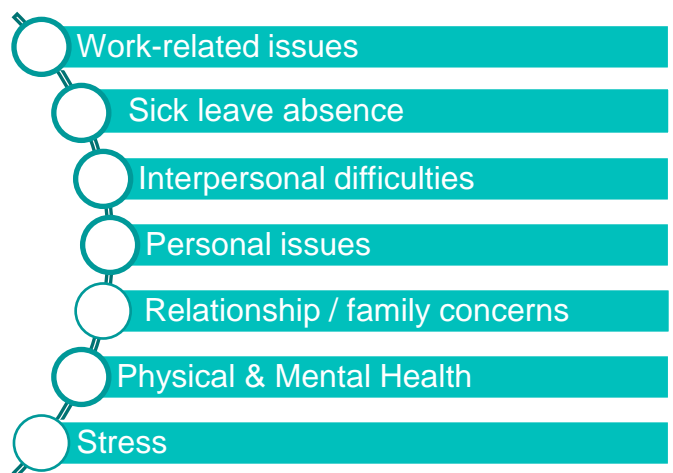 Work-related issues
Sick leave absence
Interpersonal difficulties
Personal issues
Relationship / family concerns
Physical & Mental Health
Stress